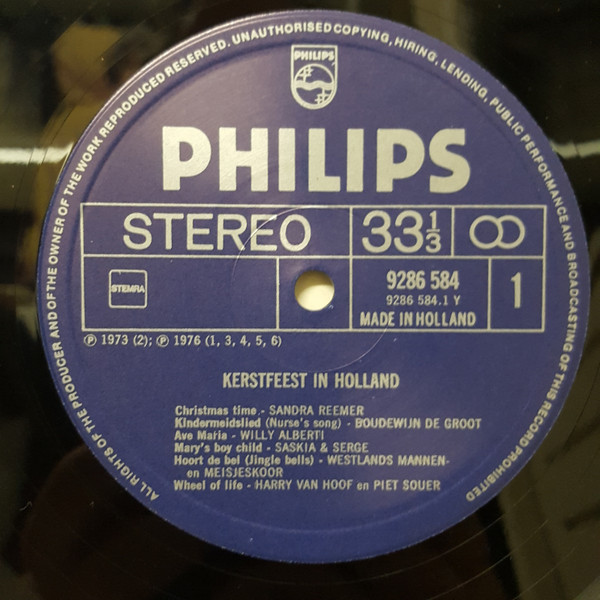 ALL RIGHTS OF THE PRODUCER AND OF THE OWNER OF THE WORK REPRODUCED RESERVED. UNAUTHORISED COPYING, HIRING, LENDING, PUBLIC PERFORMANCE AND BROADCASTING OF THIS RECORD PROHIBITED
PHILIPS
PHILIPS
STEREO 33 1/3
STEMRA
9286 584
9286 584.1 Y
MADE IN HOLLAND
1
℗ 1973 (2); ℗ 1976 (1, 3, 4, 5, 6)
KERSTFEEST IN HOLLAND
Christmas time - SANDRA REEMER
Kindermeidslied (Nurse's song) - BOUDEWIJN DE GROOT
Ave Maria - WILLY ALBERTI
Mary's boy child - SASKIA & SERGE
Hoort de bel (Jingle bells) - WESTLANDS MANNEN-
en MEISJESKOOR
Wheel of life - HARRY VAN HOOF en PIET SOUER